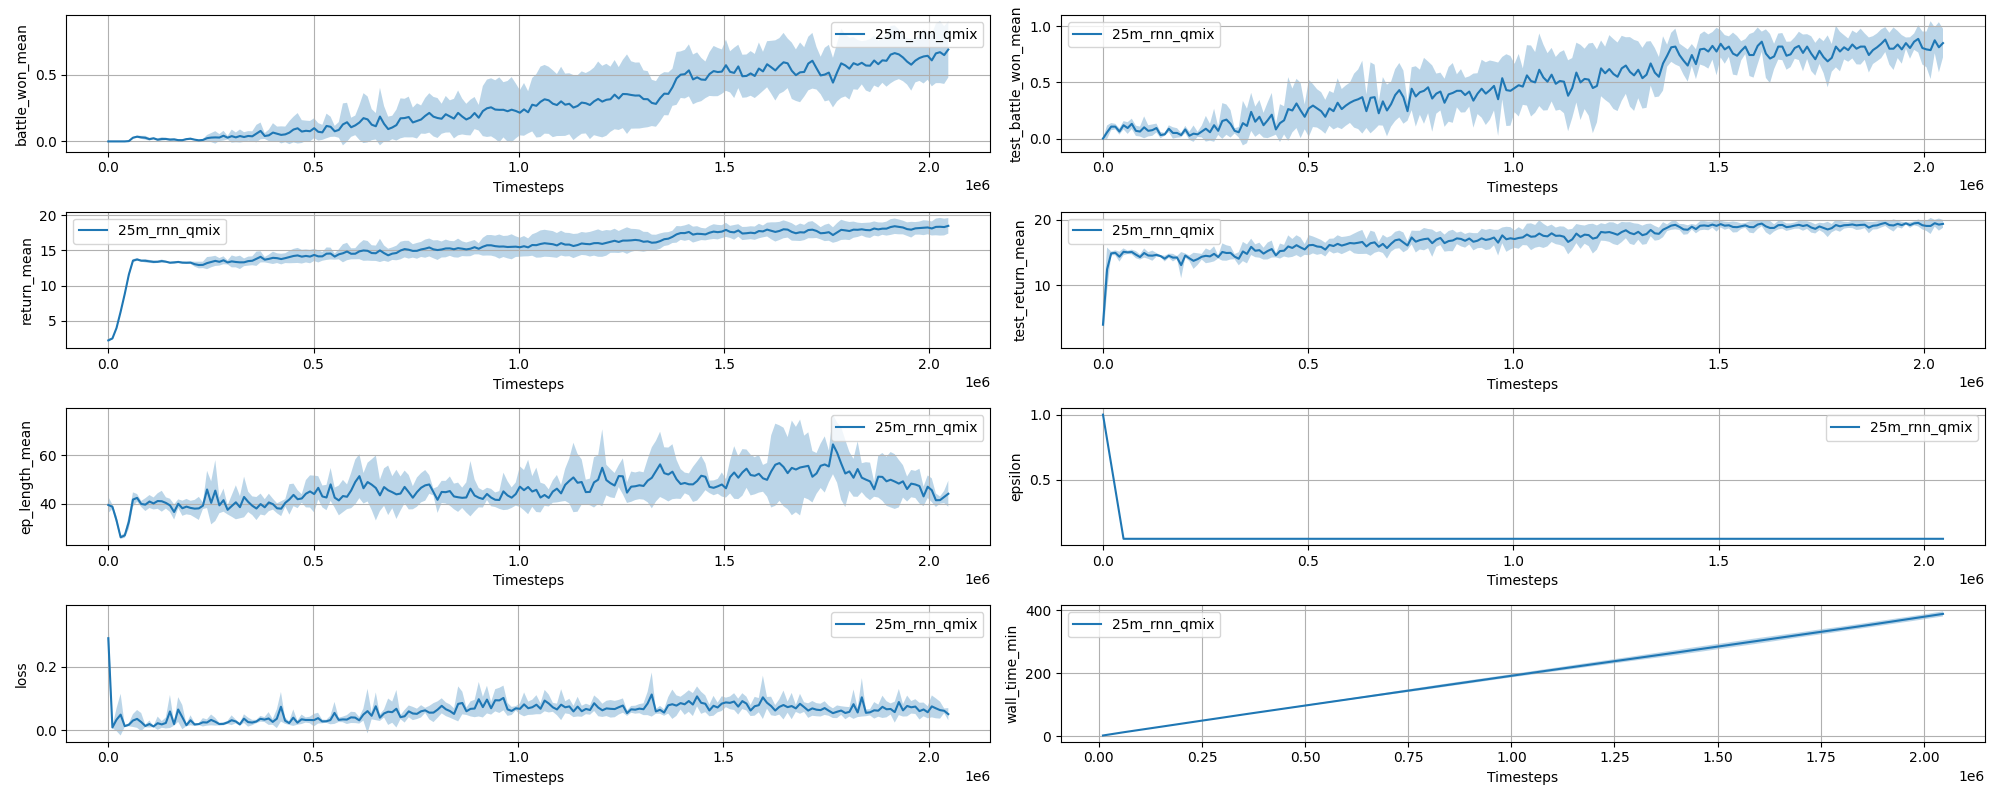 battle_won_mean
0.5
0.0
25m_rnn_qmix
0.0 0.5 1.0 1.5 2.0
1e6
Timesteps
test_battle_won_mean
1.0
0.5
0.0
25m_rnn_qmix
0.0 0.5 1.0 1.5 2.0
1e6
Timesteps
return_mean
20
15
10
5
25m_rnn_qmix
0.0 0.5 1.0 1.5 2.0
1e6
Timesteps
test_return_mean
20
10
25m_rnn_qmix
0.0 0.5 1.0 1.5 2.0
1e6
Timesteps
ep_length_mean
60
40
25m_rnn_qmix
0.0 0.5 1.0 1.5 2.0
1e6
Timesteps
epsilon
1.0
0.5
25m_rnn_qmix
0.0 0.5 1.0 1.5 2.0
1e6
Timesteps
loss
0.2
0.0
25m_rnn_qmix
0.0 0.5 1.0 1.5 2.0
1e6
Timesteps
wall_time_min
400
200
0
25m_rnn_qmix
0.00 0.25 0.50 0.75 1.00 1.25 1.50 1.75 2.00
1e6
Timesteps